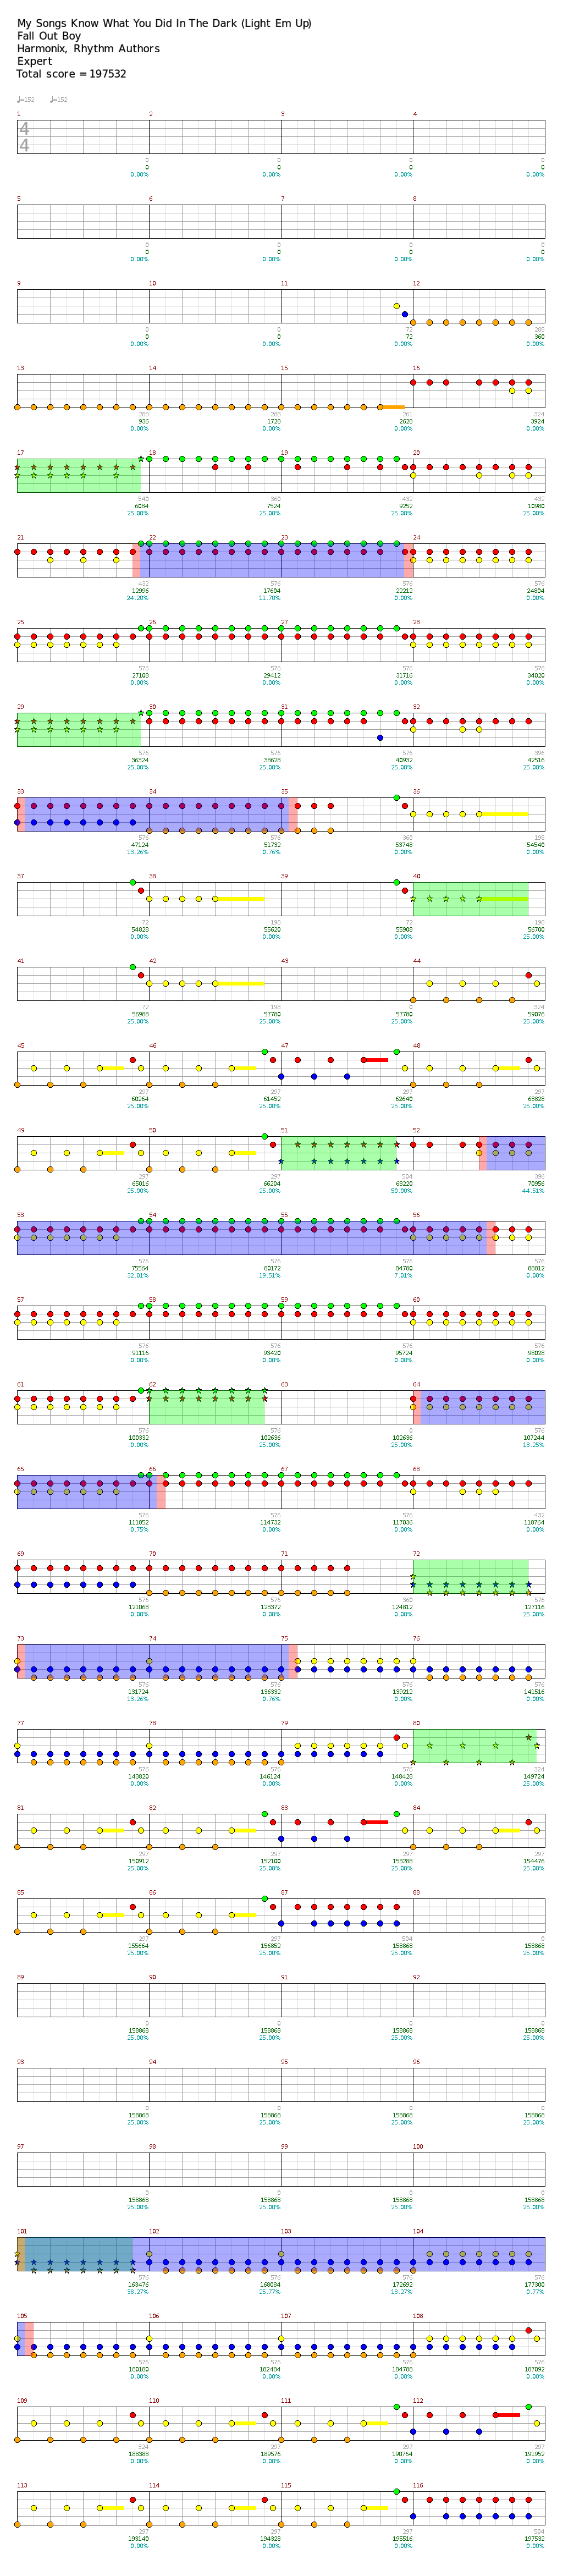 My Songs Know What You Did In The Dark (Light Em Up)
Fall Out Boy
Harmonix, Rhythm Authors
Expert
Total score = 197532
♩=152 ♩=152
1 2 3 4
4
4
0 0 0 0
0 0 0 0
0.00% 0.00% 0.00% 0.00%
5 6 7 8
0 0 0 0
0 0 0 0
0.00% 0.00% 0.00% 0.00%
9 10 11 12
0 0 72 288
0 0 72 360
0.00% 0.00% 0.00% 0.00%
13 14 15 16
288 288 261 324
936 1728 2628 3924
0.00% 0.00% 0.00% 0.00%
17 18 19 20
540 360 432 432
6084 7524 9252 10980
25.00% 25.00% 25.00% 25.00%
21 22 23 24
432 576 576 576
12996 17604 22212 24804
24.20% 11.70% 0.00% 0.00%
25 26 27 28
576 576 576 576
27108 29412 31716 34020
0.00% 0.00% 0.00% 0.00%
29 30 31 32
576 576 576 396
36324 38628 40932 42516
25.00% 25.00% 25.00% 25.00%
33 34 35 36
576 576 360 198
47124 51732 53748 54540
13.26% 0.76% 0.00% 0.00%
37 38 39 40
72 198 72 198
54828 55620 55908 56700
0.00% 0.00% 0.00% 25.00%
41 42 43 44
72 198 0 324
56988 57780 57780 59076
25.00% 25.00% 25.00% 25.00%
45 46 47 48
297 297 297 297
60264 61452 62640 63828
25.00% 25.00% 25.00% 25.00%
49 50 51 52
297 297 504 396
65016 66204 68220 70956
25.00% 25.00% 50.00% 44.51%
53 54 55 56
576 576 576 576
75564 80172 84780 88812
32.01% 19.51% 7.01% 0.00%
57 58 59 60
576 576 576 576
91116 93420 95724 98028
0.00% 0.00% 0.00% 0.00%
61 62 63 64
576 576 0 576
100332 102636 102636 107244
0.00% 25.00% 25.00% 13.25%
65 66 67 68
576 576 576 432
111852 114732 117036 118764
0.75% 0.00% 0.00% 0.00%
69 70 71 72
576 576 360 576
121068 123372 124812 127116
0.00% 0.00% 0.00% 25.00%
73 74 75 76
576 576 576 576
131724 136332 139212 141516
13.26% 0.76% 0.00% 0.00%
77 78 79 80
576 576 576 324
143820 146124 148428 149724
0.00% 0.00% 0.00% 25.00%
81 82 83 84
297 297 297 297
150912 152100 153288 154476
25.00% 25.00% 25.00% 25.00%
85 86 87 88
297 297 504 0
155664 156852 158868 158868
25.00% 25.00% 25.00% 25.00%
89 90 91 92
0 0 0 0
158868 158868 158868 158868
25.00% 25.00% 25.00% 25.00%
93 94 95 96
0 0 0 0
158868 158868 158868 158868
25.00% 25.00% 25.00% 25.00%
97 98 99 100
0 0 0 0
158868 158868 158868 158868
25.00% 25.00% 25.00% 25.00%
101 102 103 104
576 576 576 576
163476 168084 172692 177300
38.27% 25.77% 13.27% 0.77%
105 106 107 108
576 576 576 576
180180 182484 184788 187092
0.00% 0.00% 0.00% 0.00%
109 110 111 112
324 297 297 297
188388 189576 190764 191952
0.00% 0.00% 0.00% 0.00%
113 114 115 116
297 297 297 504
193140 194328 195516 197532
0.00% 0.00% 0.00% 0.00%